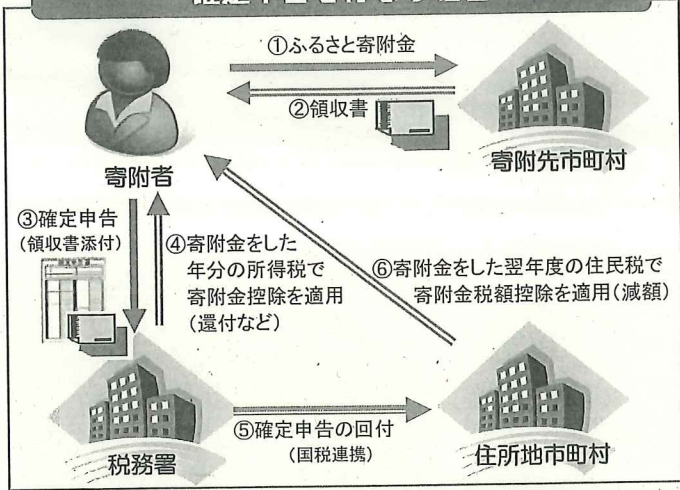 ①ふるさと寄附金
②領収書
寄附者
寄附先市町村
③確定申告
(領収書添付)
④寄附金をした
年分の所得税で
寄附金控除を適用
(還付など)
⑥寄附金をした翌年度の住民税で
寄附金税額控除を適用(減額)
⑤確定申告の回付
(国税連携)
税務署
住所地市町村